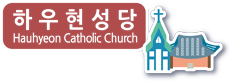 하우현성당
Hauhyeon Catholic Church